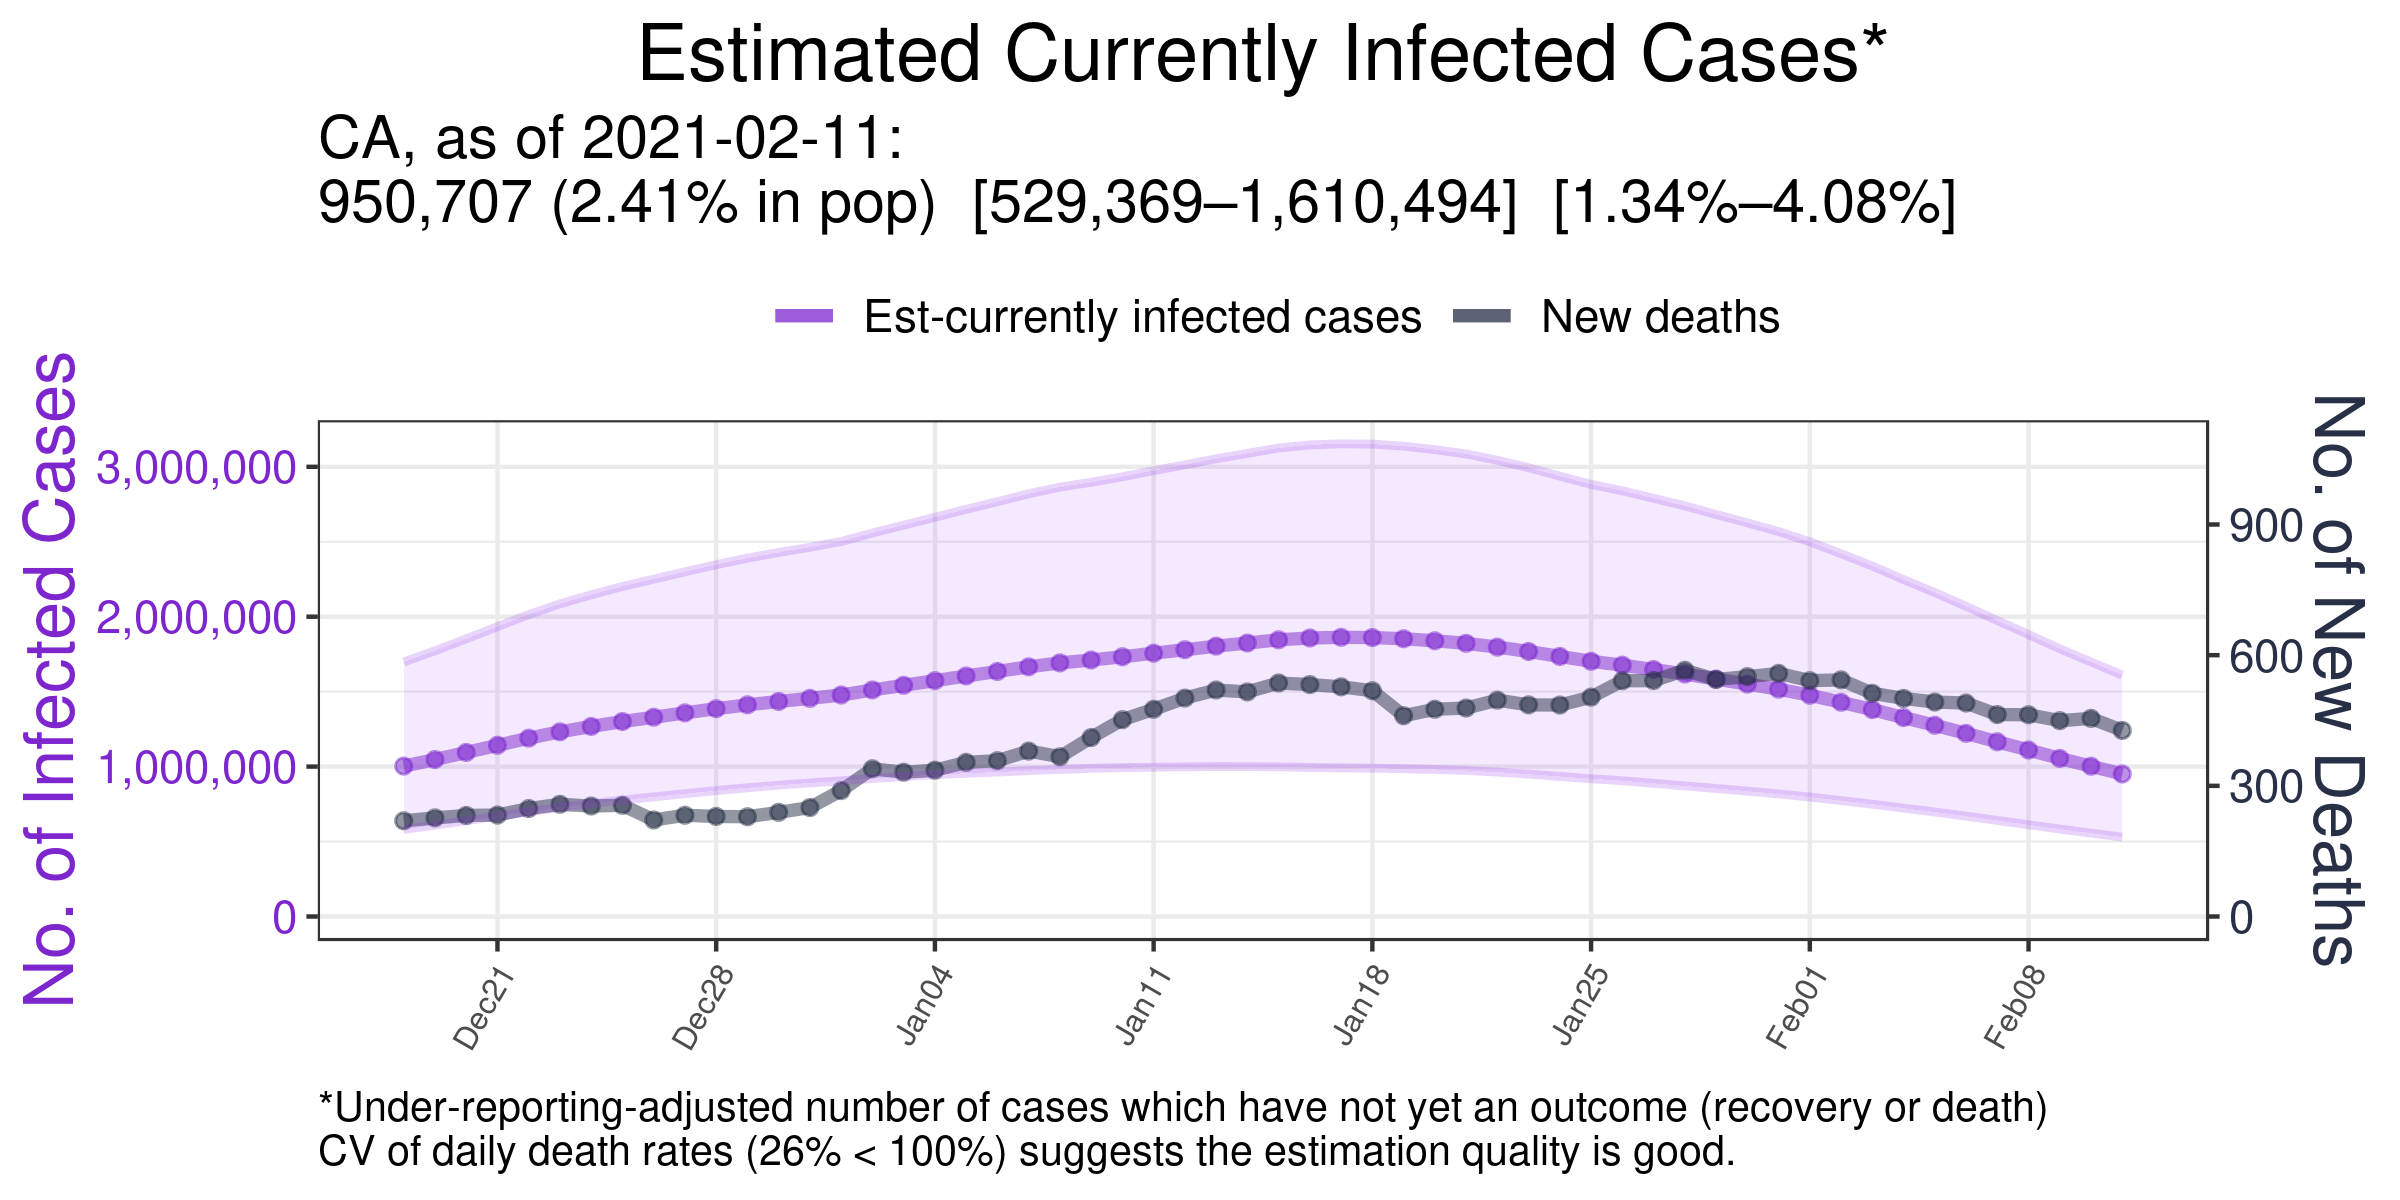 Estimated Currently Infected Cases*
CA, as of 2021-02-11:
950,707 (2.41% in pop)  [529,369–1,610,494]  [1.34%–4.08%]
Est-currently infected cases
New deaths
No. of Infected Cases
3,000,000
2,000,000
1,000,000
0
No. of New Deaths
900
600
300
0
Dec21
Dec28
Jan04
Jan11
Jan18
Jan25
Feb01
Feb08
*Under-reporting-adjusted number of cases which have not yet an outcome (recovery or death)
CV of daily death rates (26% < 100%) suggests the estimation quality is good.